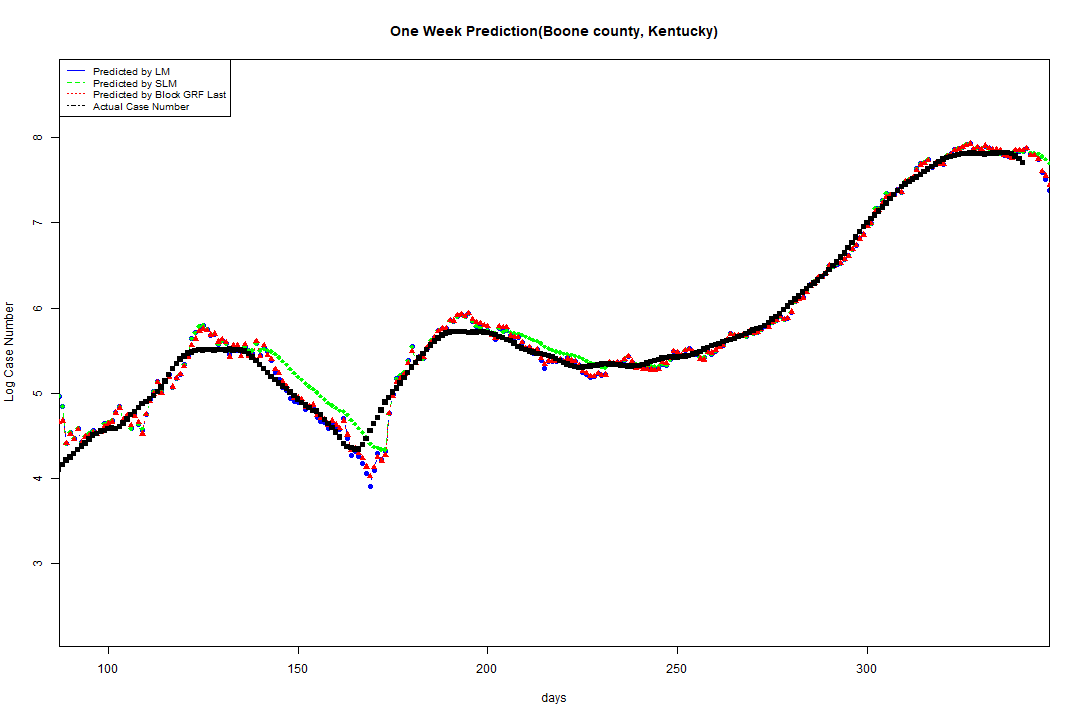 One Week Prediction(Boone county, Kentucky)
Predicted by LM
Predicted by SLM
Predicted by Block GRF Last
Actual Case Number
8
7
6
5
4
3
Log Case Number
100 150 200 250 300
days